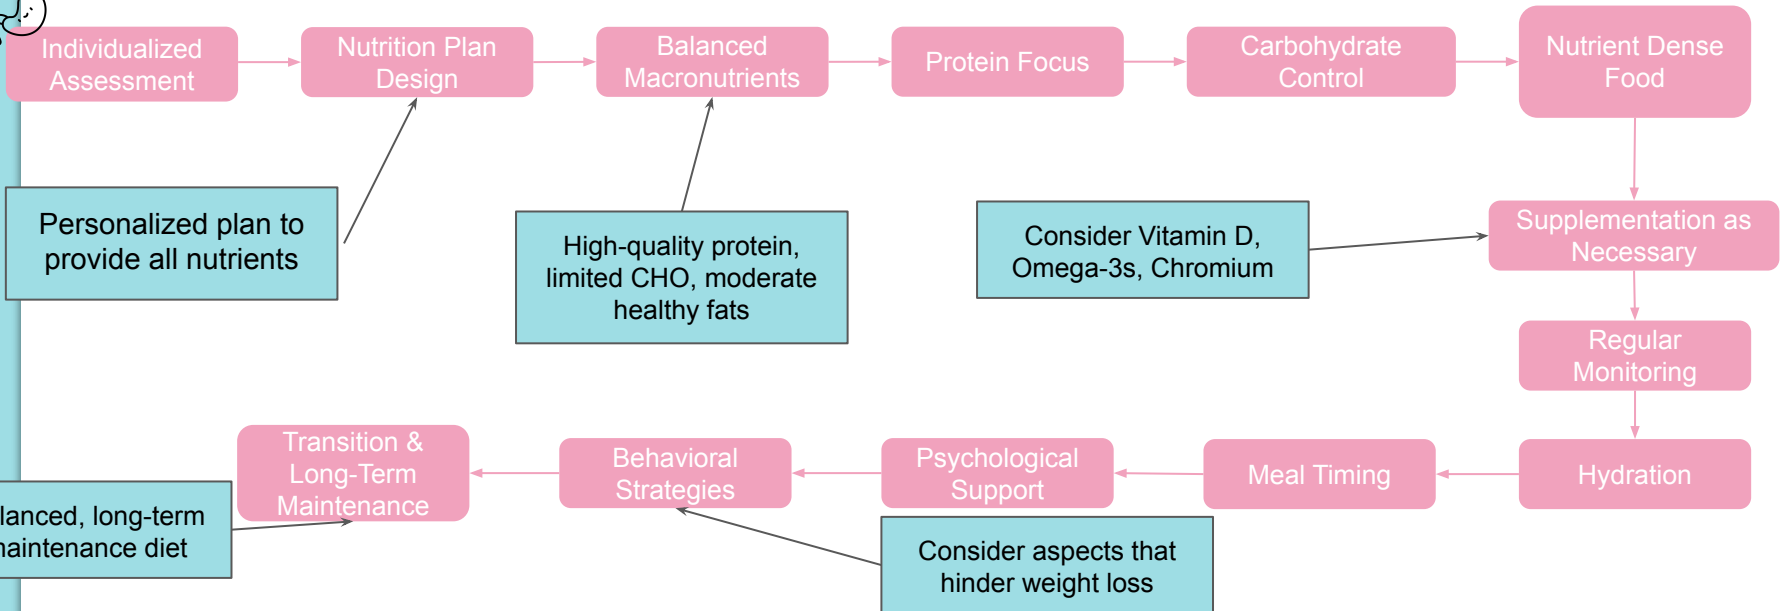 Individualized
Assessment
Nutrition Plan
Design
Balanced
Macronutrients
Protein Focus
Carbohydrate
Control
Nutrient Dense
Food
Personalized plan to
provide all nutrients
High-quality protein,
limited CHO, moderate
healthy fats
Consider Vitamin D,
Omega-3s, Chromium
Supplementation as
Necessary
Regular
Monitoring
Transition &
Long-Term
Maintenance
Behavioral
Strategies
Psychological
Support
Meal Timing
Hydration
long-term
diet
Consider aspects that
hinder weight loss